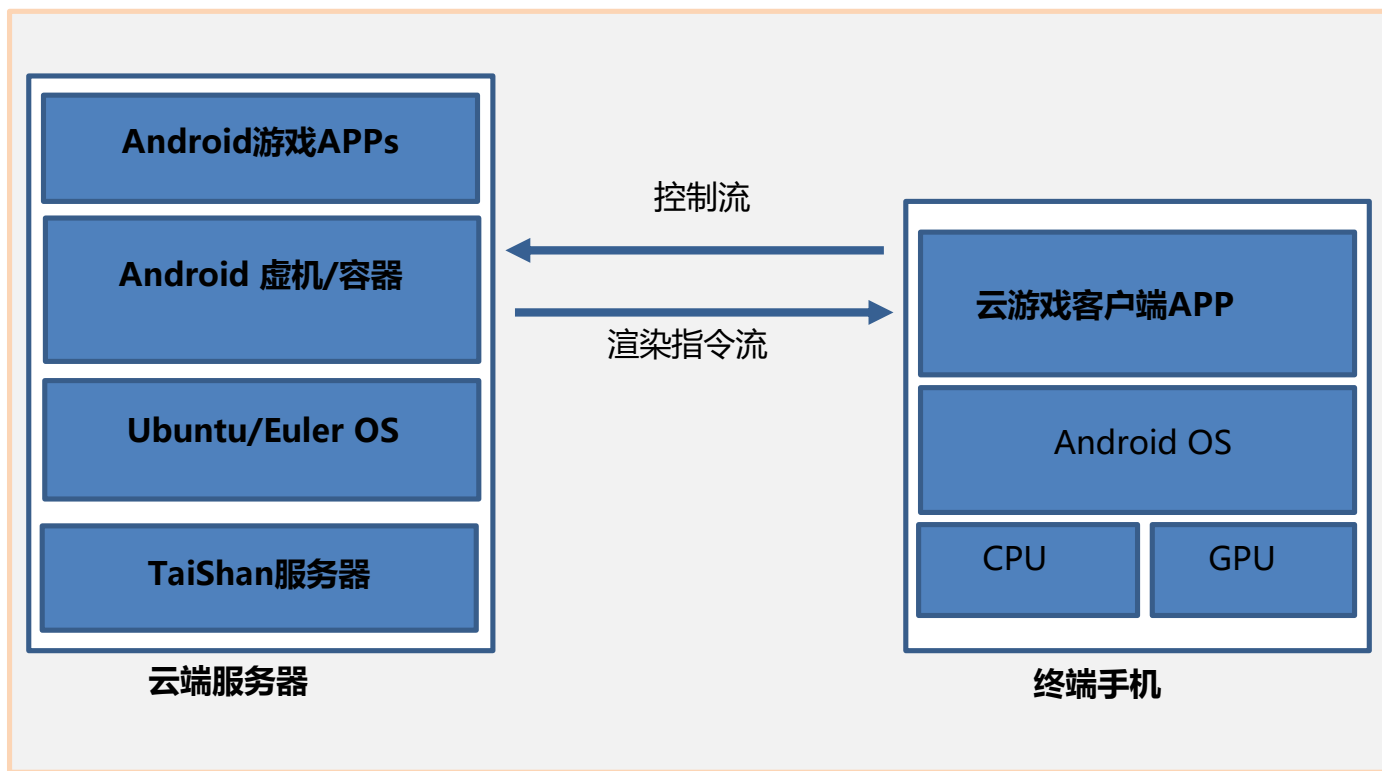 Android游戏APPs
Android 虚机/容器
Ubuntu/Euler OS
TaiShan服务器
云端服务器
控制流
渲染指令流
云游戏客户端APP
Android OS
CPU
GPU
终端手机